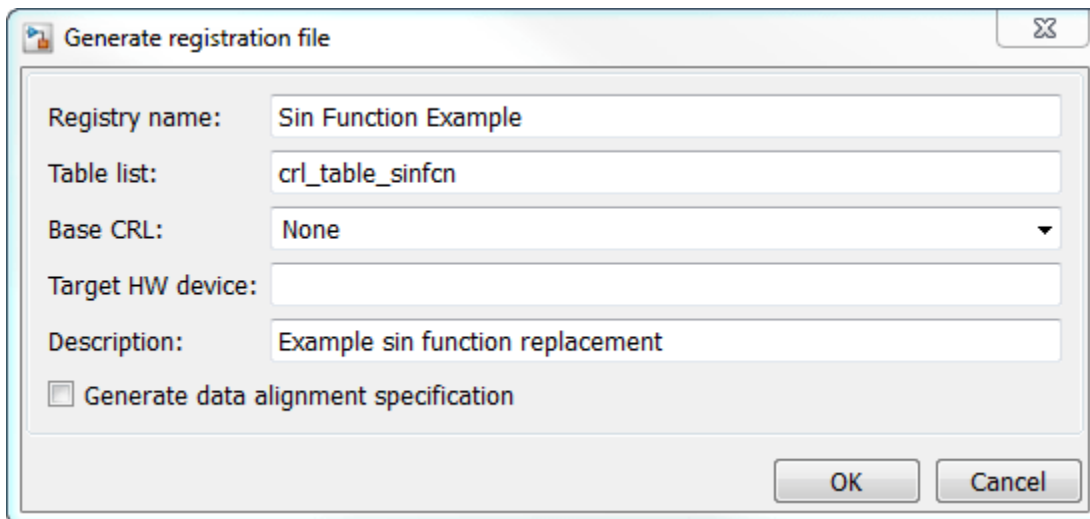 Generate registration file
Registry name: Sin Function Example
Table list: crl_table_sinfcn
Base CRL: None
Target HW device:
Description: Example sin function replacement
Generate data alignment specification
OK Cancel